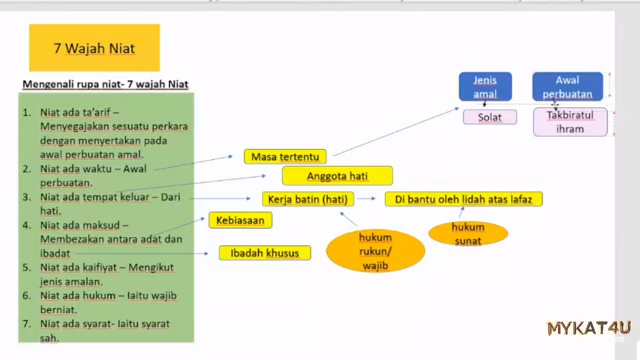 7 Wajah Niat
Mengenali rupa niat- 7 wajah Niat
1. Niat ada ta'arif –
Menyegajakan sesuatu perkara
dengan menyertakan pada
awal perbuatan amal.
2. Niat ada waktu – Awal
perbuatan.
3. Niat ada tempat keluar – Dari
hati.
4. Niat ada maksud –
Membezakan antara adat dan
ibadat
5. Niat ada kaifiyat – Mengikut
jenis amalan.
6. Niat ada hukum – Iaitu wajib
berniat.
7. Niat ada syarat- Iaitu syarat
sah.
Masa tertentu
Anggota hati
Kerja batin (hati)
Di bantu oleh lidah atas lafaz
Kebiasaan
Ibadah khusus
hukum
rukun/
wajib
hukum
sunat
Jenis
amal
Solat
Awal
perbuatan
Takbiratul
ihram
MYKAT4U